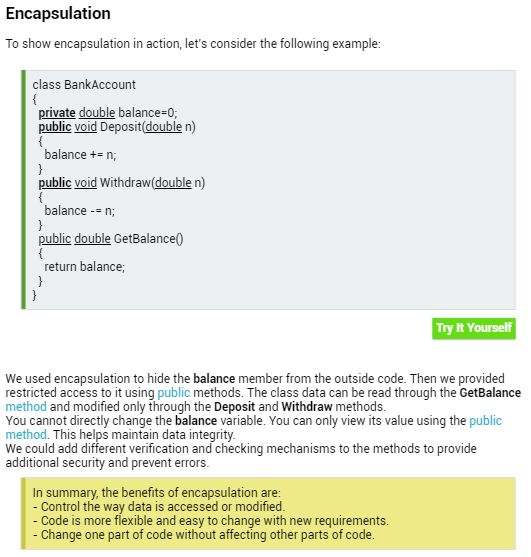 Encapsulation
To show encapsulation in action, let's consider the following example:
class BankAccount
{
private double balance=0;
public void Deposit(double n)
{
balance += n;
}
public void Withdraw(double n)
{
balance -= n;
}
public double GetBalance()
{
return balance;
}
}
Try It Yourself
We used encapsulation to hide the balance member from the outside code. Then we provided
restricted access to it using public methods. The class data can be read through the GetBalance
method and modified only through the Deposit and Withdraw methods.
You cannot directly change the balance variable. You can only view its value using the public
method. This helps maintain data integrity.
We could add different verification and checking mechanisms to the methods to provide
additional security and prevent errors.
In summary, the benefits of encapsulation are:
- Control the way data is accessed or modified.
- Code is more flexible and easy to change with new requirements.
- Change one part of code without affecting other parts of code.